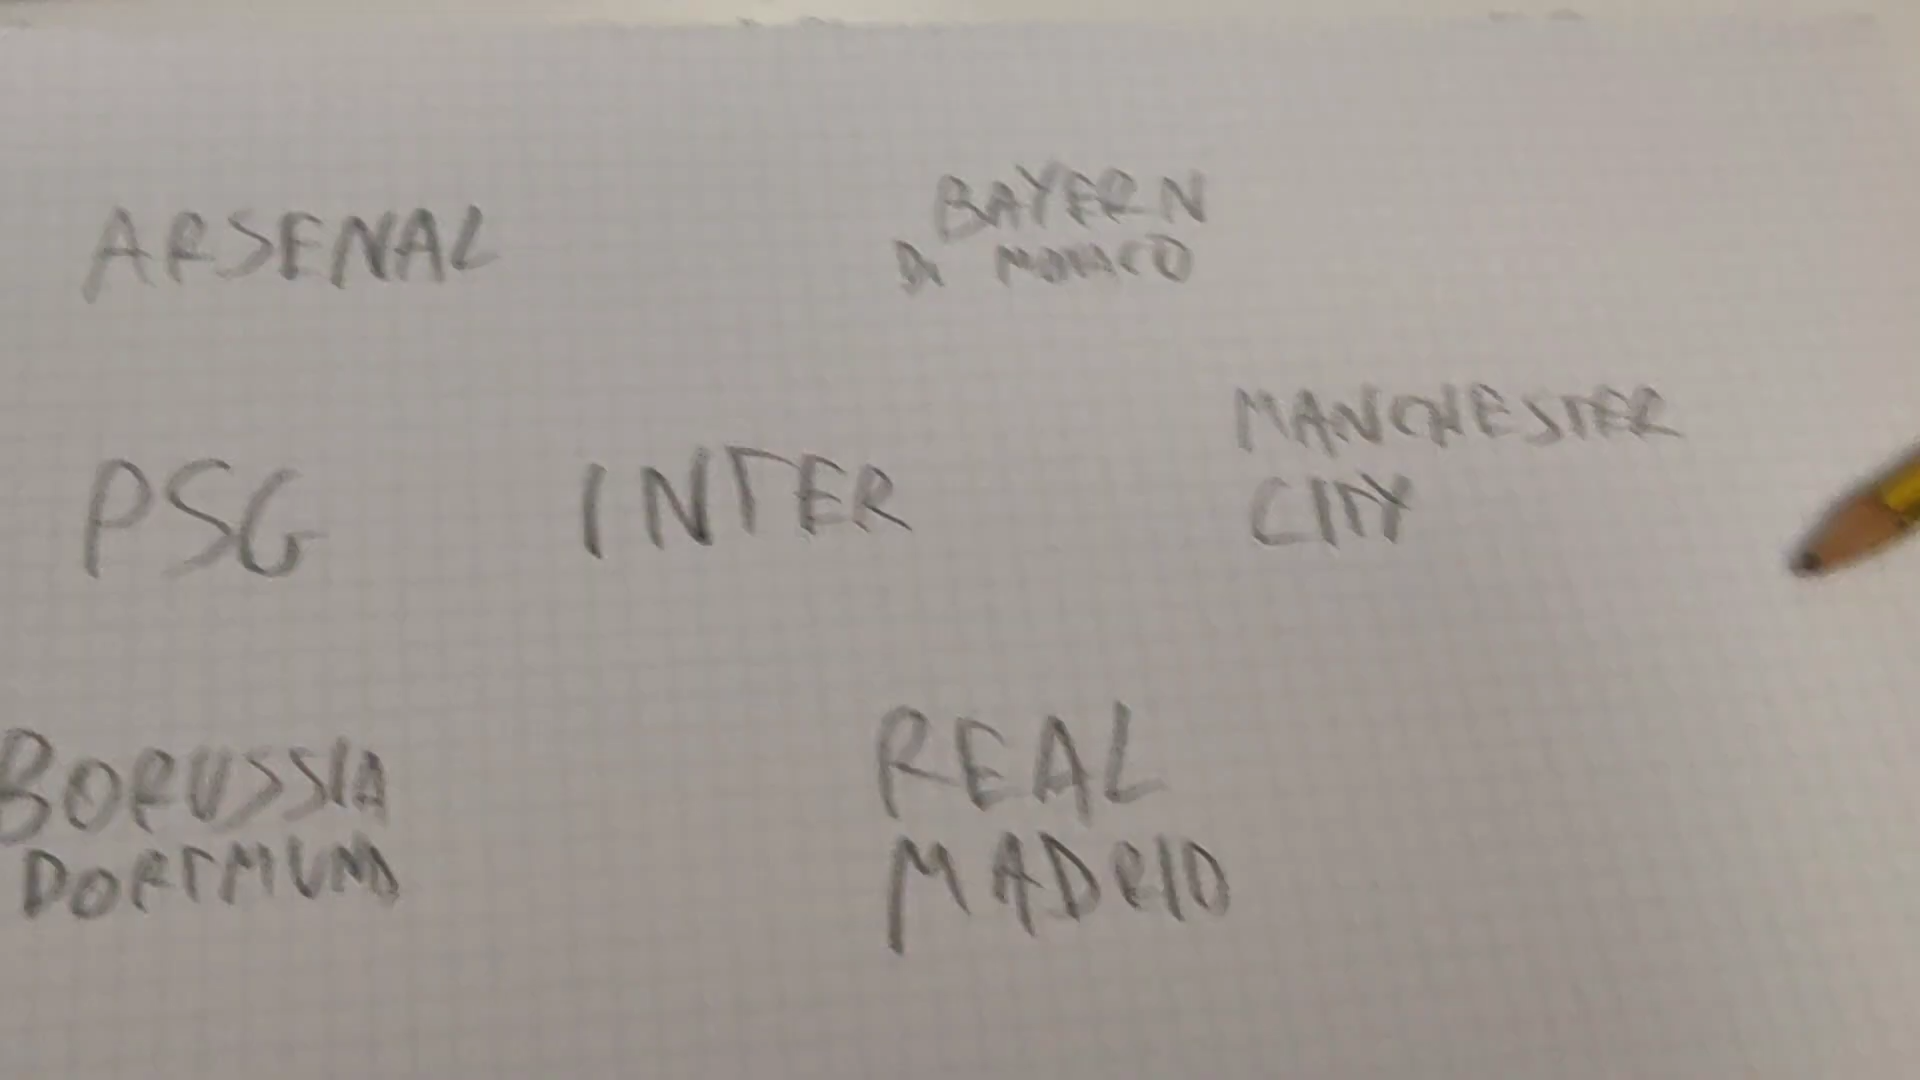 ARSENAL
BAYERN
DI MONACO
PSG
INTER
MANCHESTER
CITY
BORUSSIA
DORTMUND
REAL
MADRID